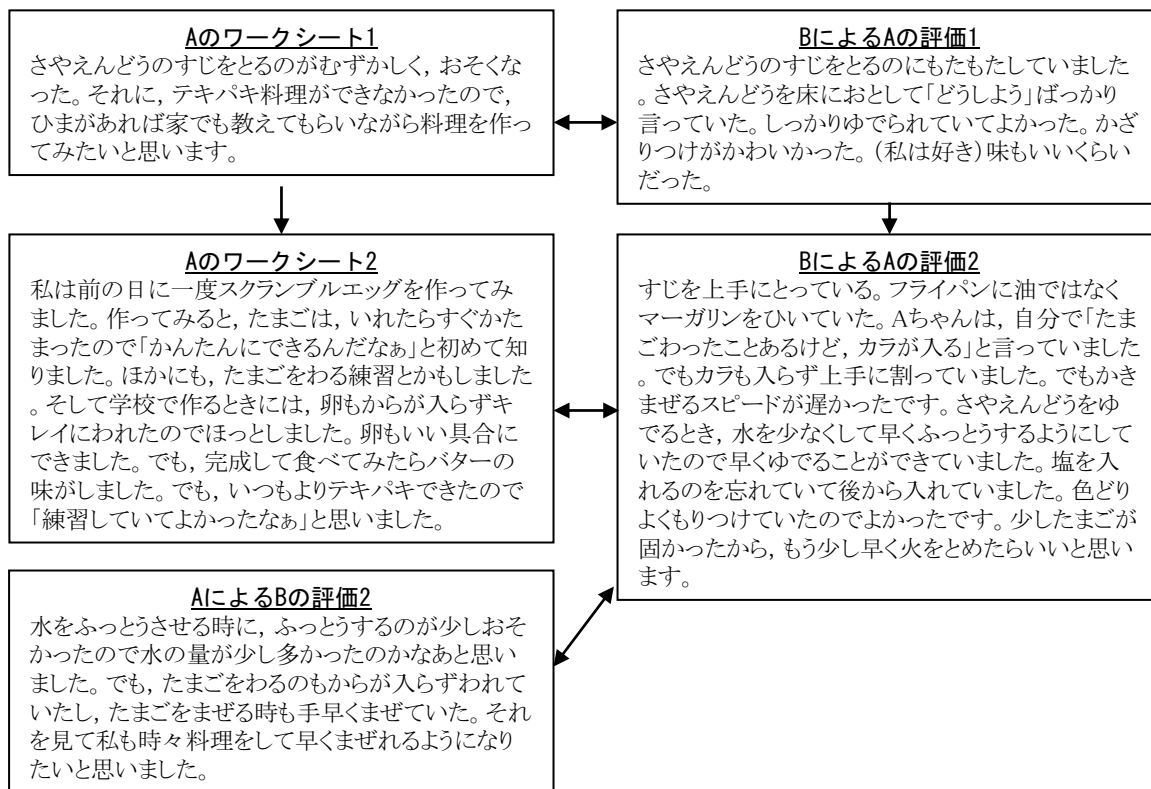 Aのワークシート1
さやえんどうのすじをとるのがむずかしく，おそくな
った。それに，テキパキ料理ができなかったので，
ひまがあれば家でも教えてもらいながら料理を作っ
てみたいと思います。
BによるAの評価1
さやえんどうのすじをとるのにもたもたしていました
。さやえんどうを床におとして「どうしよう」ばっかり
言っていた。しっかりゆでられていてよかった。かざ
りつけがかわいかった。（私は好き）味もいいくらい
だった。
Aのワークシート2
私は前の日に一度スクランブルエッグを作ってみ
ました。作ってみると，たまごは，いれたらすぐかた
まったので「かんたんにできるんだなぁ」と初めて知
りました。ほかにも，たまごをわる練習とかもしました
。そして学校で作るときには，卵もからが入らずキ
レイにわれたのでほっとしました。卵もいい具合に
できました。でも，完成して食べてみたらバターの
味がしました。でも，いつもよりテキパキできたので
「練習していてよかったなぁ」と思いました。
BによるAの評価2
すじを上手にとっている。フライパンに油ではなく
マーガリンをひいていた。Aちゃんは，自分で「たま
ごわったことあるけど，カラが入る」と言っていました
。でもカラも入らず上手に割っていました。でもかき
まぜるスピードが遅かったです。さやえんどうをゆ
でるとき，水を少なくして早くふっとうするようにして
いたので早くゆでることができていました。塩を入
れるのを忘れていて後から入れていました。色どり
よくもりつけていたのでよかったです。少したまごが
固かったから，もう少し早く火をとめたらいいと思い
ます。
AによるBの評価2
水をふっとうさせる時に，ふっとうするのが少しおそ
かったので水の量が少し多かったのかなあと思い
ました。でも，たまごをわるのもからが入らずわれて
いたし，たまごをまぜる時も手早くまぜていた。それ
を見て私も時々料理をして早くまぜれるようになり
たいと思いました。